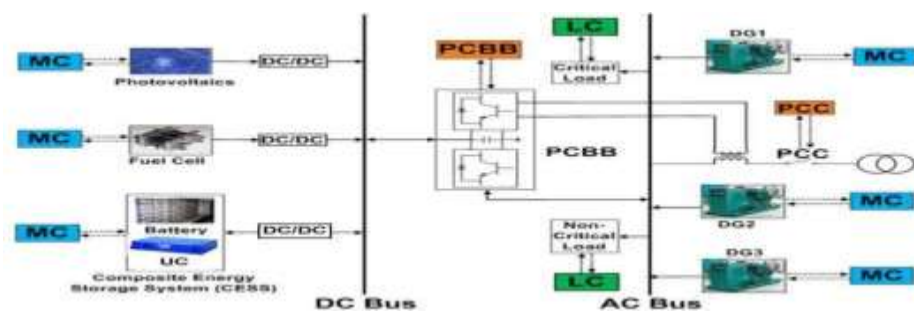 MC
Photovoltaics
DC/DC
MC
Fuel Cell
DC/DC
MC
Battery
UC
DC/DC
Composite Energy
Storage System (CESS)
DC Bus
PCBB
PCBB
LC
Critical
Load
Non-
Critical
Load
LC
AC Bus
DG1
MC
PCC
PCC
DG2
MC
DG3
MC